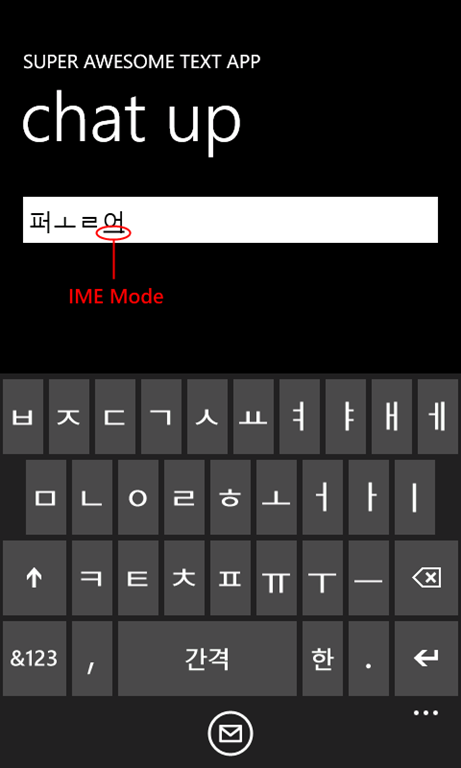 SUPER AWESOME TEXT APP
chat up
퍼ㅗㄹ어
IME Mode
ㅂ ㅈ ㄷ ㄱ ㅅ ㅛ ㅕ ㅑ ㅐ ㅔ
ㅁ ㄴ ㅇ ㄹ ㅎ ㅗ ㅓ ㅏ ㅣ
ㅋ ㅌ ㅊ ㅍ ㅠ ㅜ ㅡ
&123 , 간격 한 .